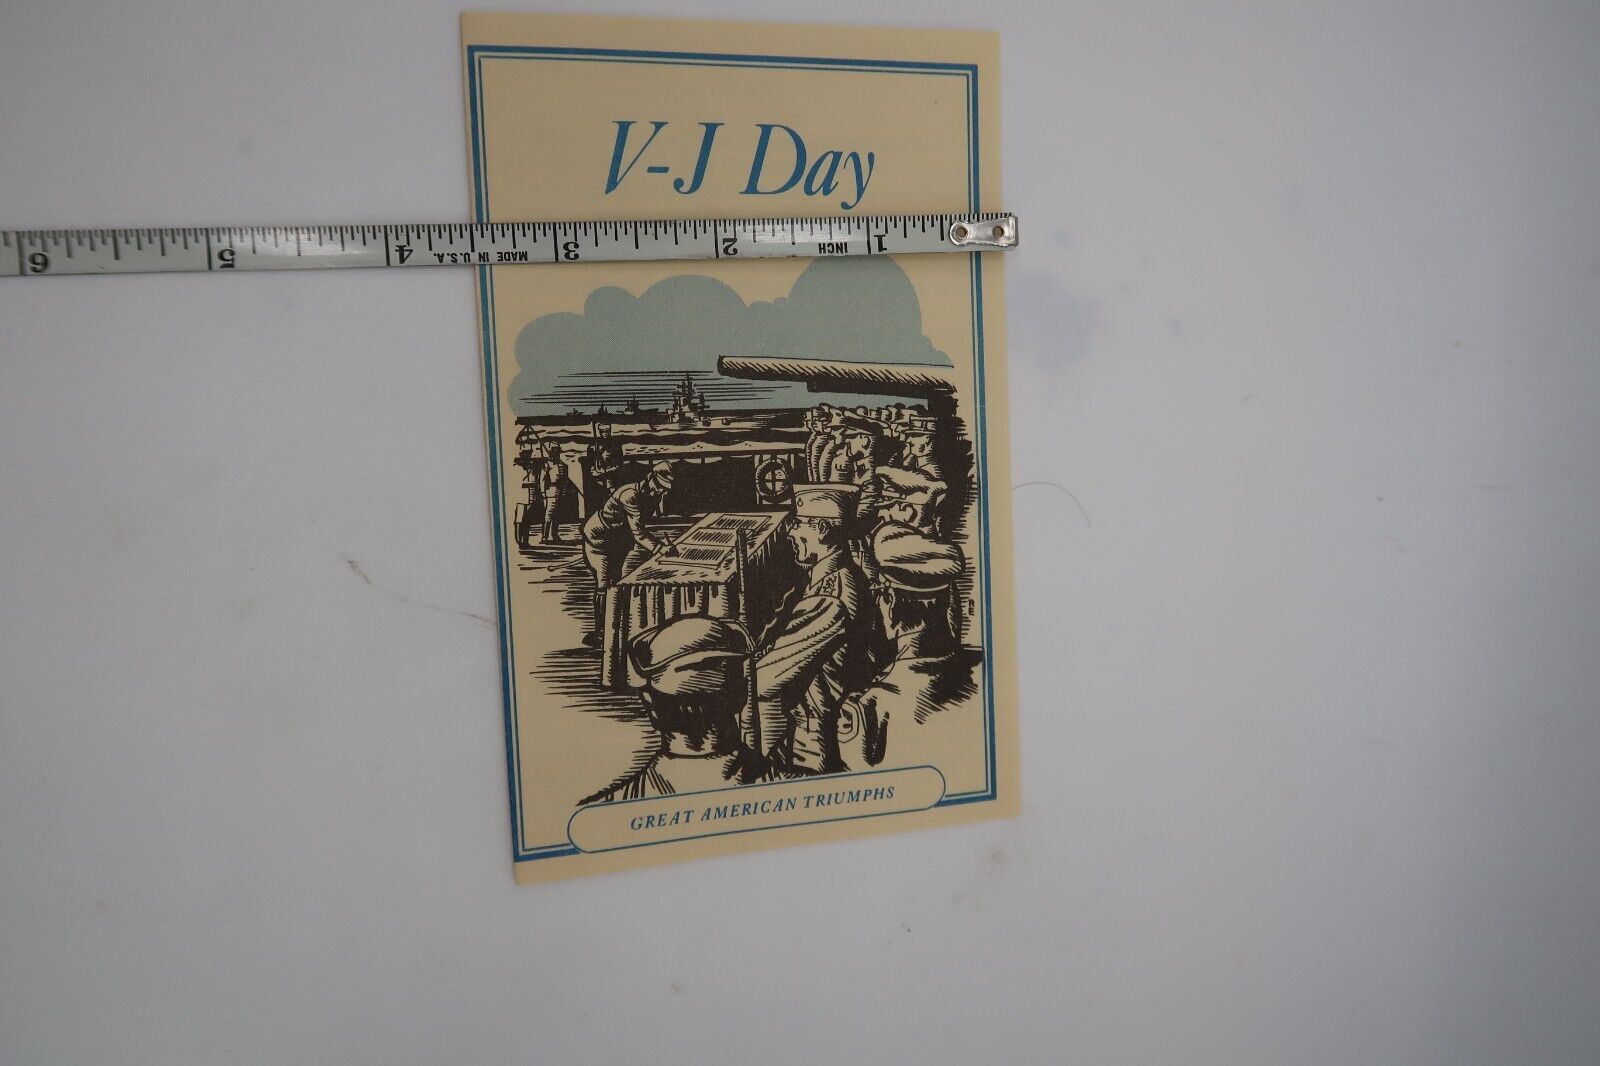 V-J Day
6 5 4 MADE IN U.S.A. 3 2 INCH 1
GREAT AMERICAN TRIUMPHS